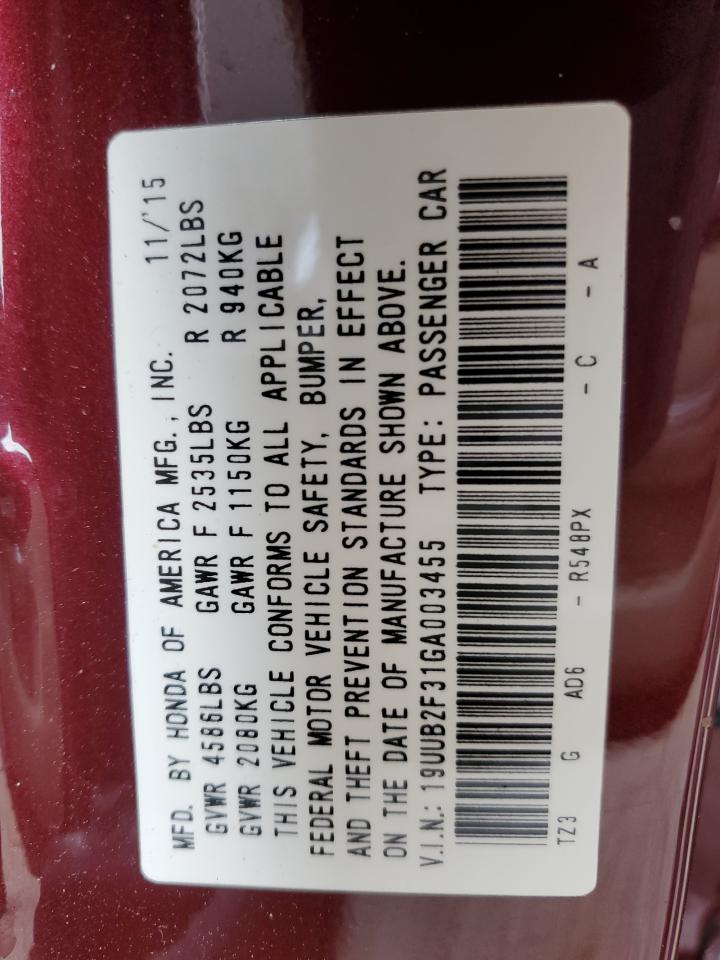 MFD. BY HONDA OF AMERICA MFG., INC. 11/'15
GVWR 4586LBS GAWR F 2535LBS R 2072LBS
GVWR 2080KG GAWR F 1150KG R 940KG
THIS VEHICLE CONFORMS TO ALL APPLICABLE
FEDERAL MOTOR VEHICLE SAFETY, BUMPER,
AND THEFT PREVENTION STANDARDS IN EFFECT
ON THE DATE OF MANUFACTURE SHOWN ABOVE.
V.I.N.: 19UUB2F31GA003455 TYPE: PASSENGER CAR
TZ3 G AD6 - R548PX - C - A